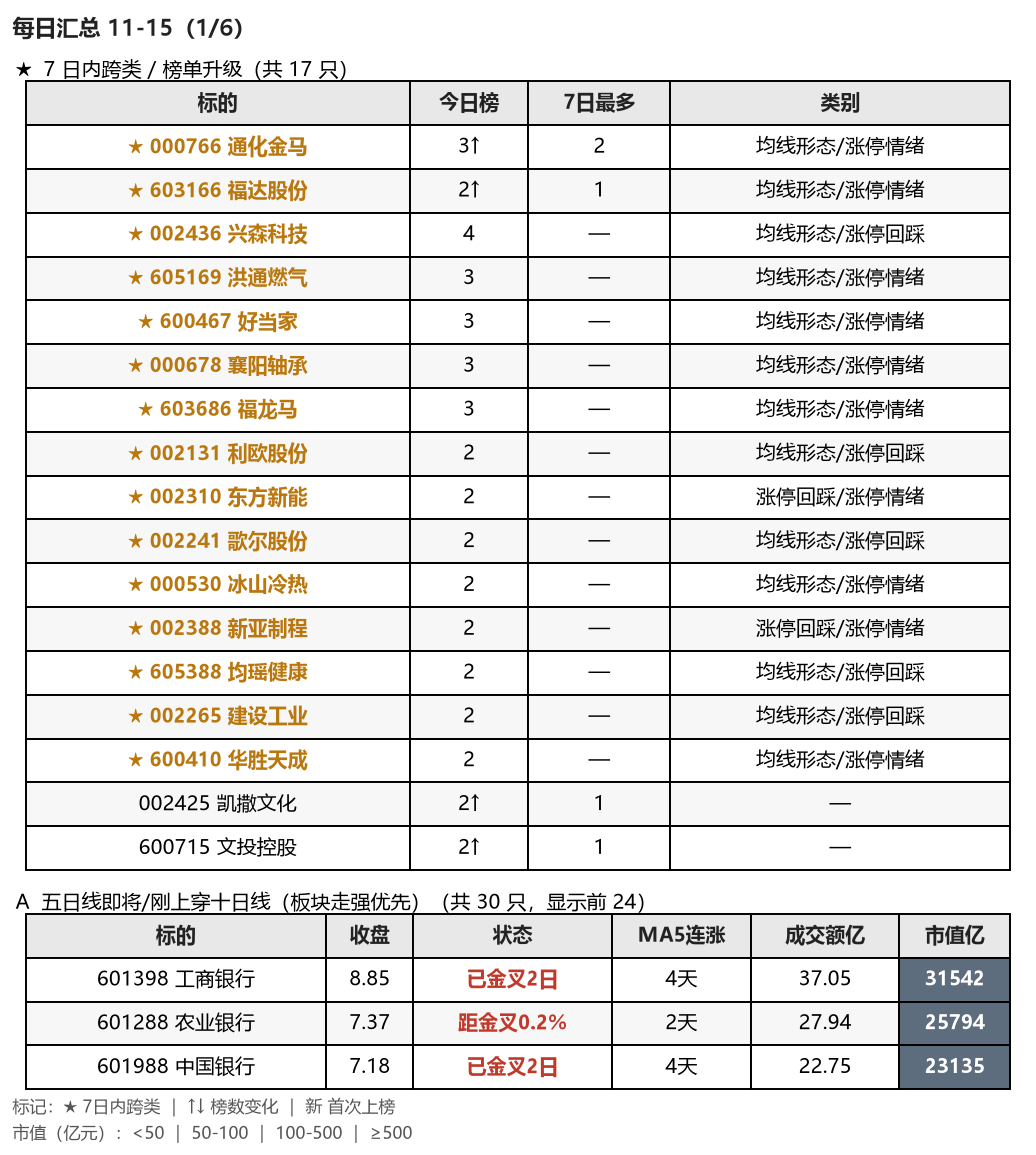 每日汇总 11-15（1/6）
★ 7 日内跨类 / 榜单升级（共 17 只）
标的 今日榜 7日最多 类别
★ 000766 通化金马 3↑ 2 均线形态/涨停情绪
★ 603166 福达股份 2↑ 1 均线形态/涨停情绪
★ 002436 兴森科技 4 — 均线形态/涨停回踩
★ 605169 洪通燃气 3 — 均线形态/涨停情绪
★ 600467 好当家 3 — 均线形态/涨停情绪
★ 000678 襄阳轴承 3 — 均线形态/涨停情绪
★ 603686 福龙马 3 — 均线形态/涨停情绪
★ 002131 利欧股份 2 — 均线形态/涨停回踩
★ 002310 东方新能 2 — 涨停回踩/涨停情绪
★ 002241 歌尔股份 2 — 均线形态/涨停回踩
★ 000530 冰山冷热 2 — 均线形态/涨停情绪
★ 002388 新亚制程 2 — 涨停回踩/涨停情绪
★ 605388 均瑶健康 2 — 均线形态/涨停回踩
★ 002265 建设工业 2 — 均线形态/涨停回踩
★ 600410 华胜天成 2 — 均线形态/涨停情绪
002425 凯撒文化 2↑ 1 —
600715 文投控股 2↑ 1 —
A 五日线即将/刚上穿十日线（板块走强优先）（共 30 只，显示前 24）
标的 收盘 状态 MA5连涨 成交额亿 市值亿
601398 工商银行 8.85 已金叉2日 4天 37.05 31542
601288 农业银行 7.37 距金叉0.2% 2天 27.94 25794
601988 中国银行 7.18 已金叉2日 4天 22.75 23135
标记：★ 7日内跨类 | ↑↓ 榜数变化 | 新 首次上榜
市值（亿元）：<50 | 50-100 | 100-500 | ≥500